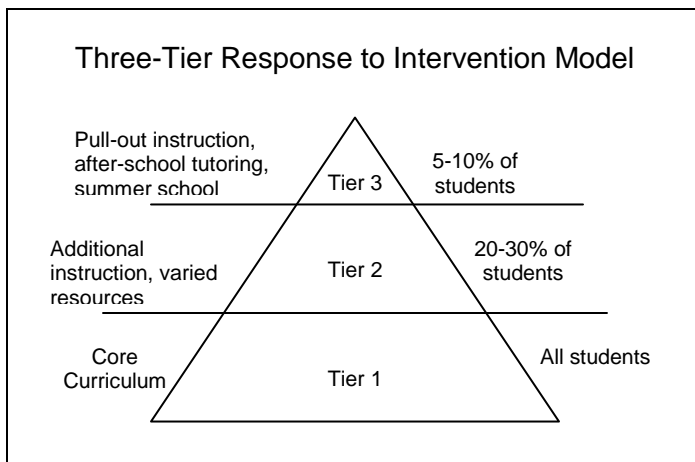 Three-Tier Response to Intervention Model
Pull-out instruction,
after-school tutoring,
summer school
Tier 3
5-10% of
students
Additional
instruction, varied
resources
Tier 2
20-30% of
students
Core
Curriculum
Tier 1
All students